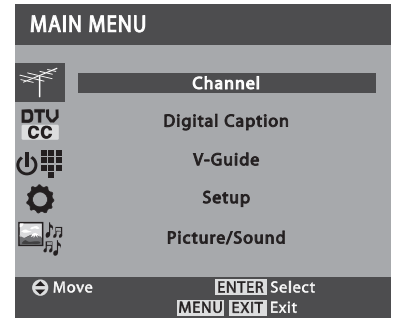 MAIN MENU
Channel
DTV
CC
Digital Caption
V-Guide
Setup
Picture/Sound
Move ENTER Select
MENU EXIT Exit